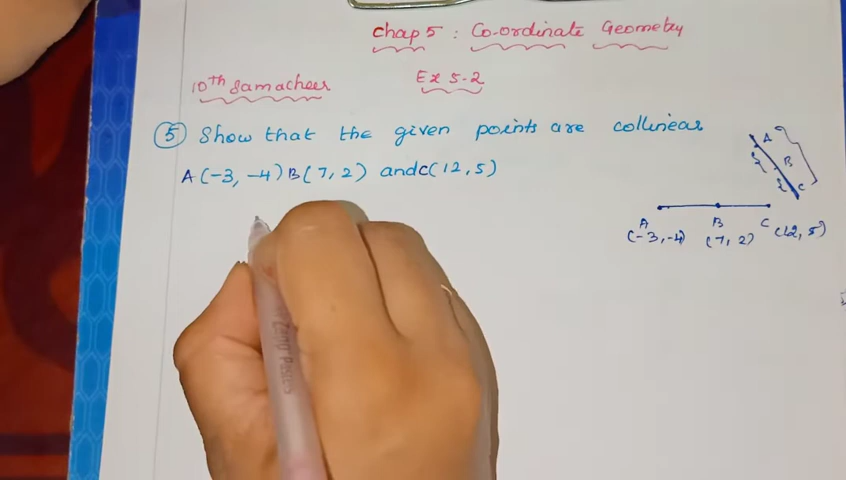 Chap 5 : Co-ordinate Geometry
10th Samacheer Ex 5-2
⑤ Show that the given points are collinear
A(-3, -4) B(7, 2) and C(12, 5)
A
B
C
A B C
(-3, -4) (7, 2) (12, 5)